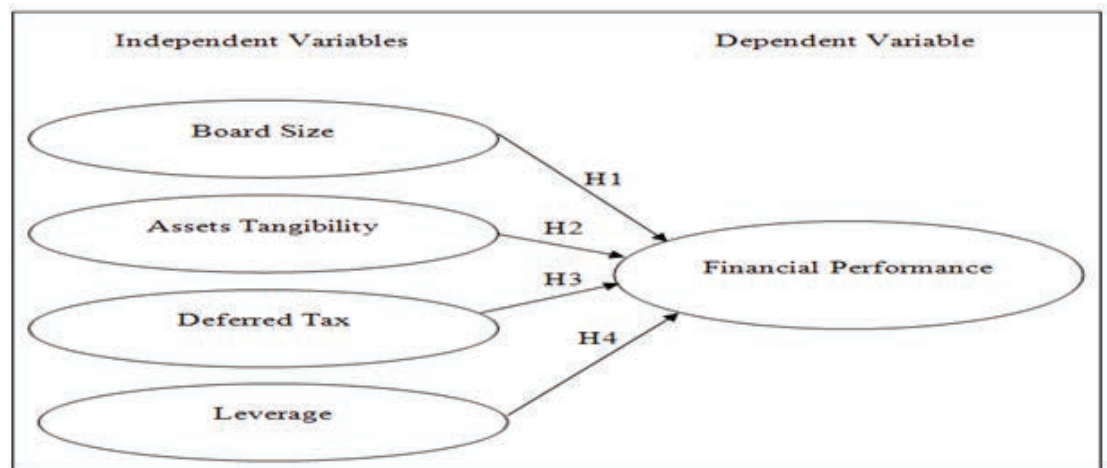 Independent Variables
Dependent Variable
Board Size
H1
Assets Tangibility
H2
Financial Performance
H3
Deferred Tax
H4
Leverage